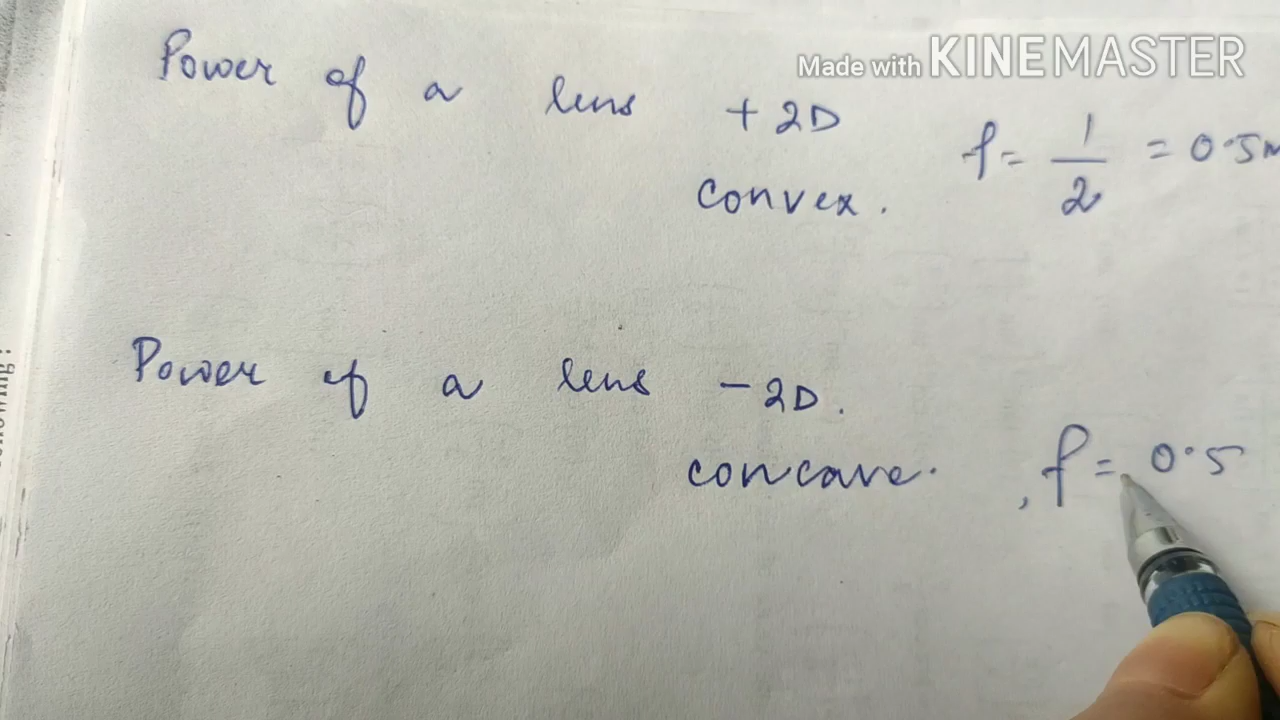 Made with KINEMASTER
Power of a lens +2D
f = 1/2 = 0.5m
convex.
Power of a lens -2D.
concave. , f = 0.5